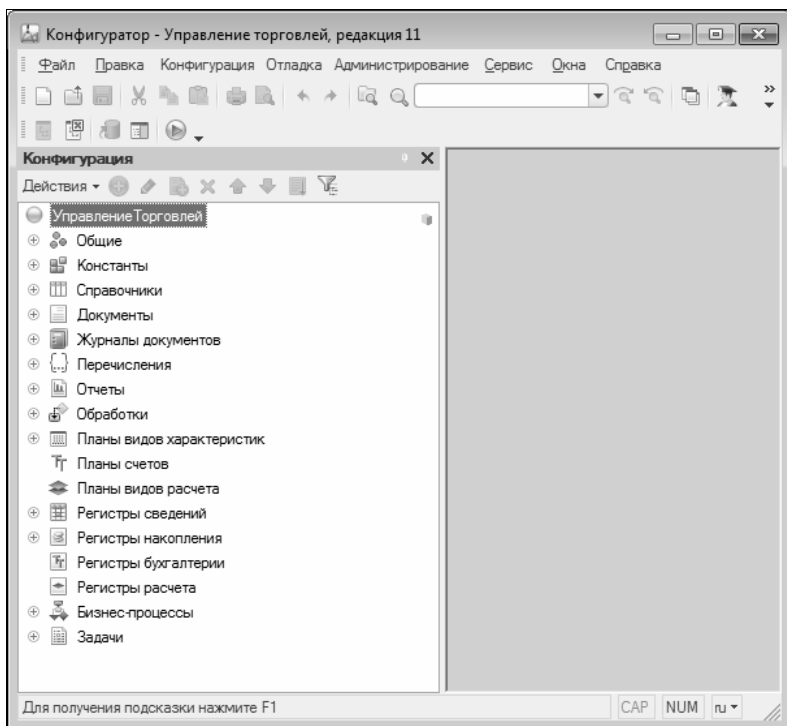 Конфигуратор - Управление торговлей, редакция 11
Файл Правка Конфигурация Отладка Администрирование Сервис Окна Справка
Конфигурация
Действия
УправлениеТорговлей
Общие
Константы
Справочники
Документы
Журналы документов
Перечисления
Отчеты
Обработки
Планы видов характеристик
Планы счетов
Планы видов расчета
Регистры сведений
Регистры накопления
Регистры бухгалтерии
Регистры расчета
Бизнес-процессы
Задачи
Для получения подсказки нажмите F1 CAP NUM ru